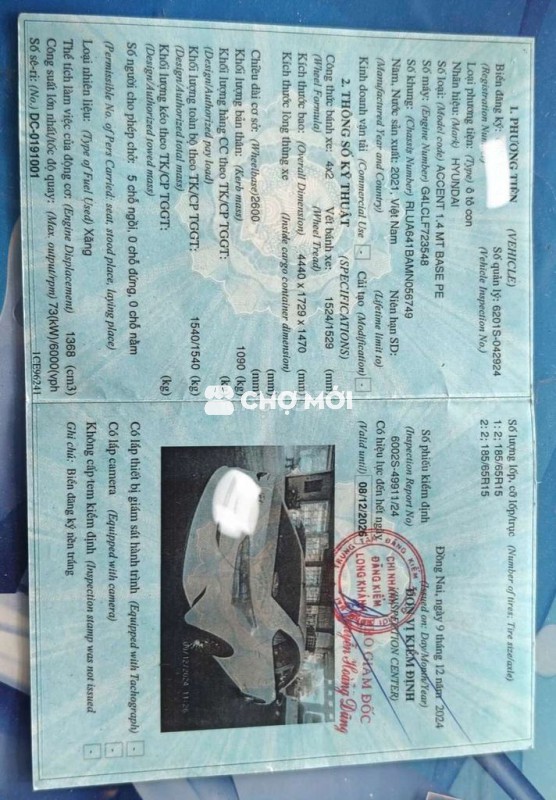 1. PHƯƠNG TIỆN (VEHICLE)
Biển đăng ký: Số quản lý: 6201S-042924
(Registration Number) (Vehicle Inspection No.)
Loại phương tiện: (Type) ô tô con
Nhãn hiệu: (Mark) HYUNDAI
Số loại: (Model code) ACCENT 1.4 MT BASE PE
Số máy: (Engine Number) G4LCLF723548
Số khung: (Chassis Number) RLUA641BAMN056749
Năm, Nước sản xuất: 2021, Việt Nam Niên hạn SD:
(Manufactured Year and Country) (Lifetime limit to)
Kinh doanh vận tải (Commercial Use) - Cải tạo (Modification) -
2. THÔNG SỐ KỸ THUẬT (SPECIFICATIONS)
Công thức bánh xe: 4x2 Vết bánh xe: 1524/1529 (mm)
(Wheel Formula) (Wheel Tread)
Kích thước bao: (Overall Dimension) 4440 x 1729 x 1470 (mm)
Kích thước lòng thùng xe (Inside cargo container dimension)
(mm)
Chiều dài cơ sở: (Wheelbase) 2600 (mm)
Khối lượng bản thân: (Kerb mass) 1090 (kg)
Khối lượng hàng CC theo TK/CP TGGT:
(Design/Authorized pay load)
Khối lượng toàn bộ theo TK/CP TGGT: 1540/1540 (kg)
(Design/Authorized total mass)
Khối lượng kéo theo TK/CP TGGT: (kg)
(Design/Authorized towed mass)
Số người cho phép chở: 5 chỗ ngồi, 0 chỗ đứng, 0 chỗ nằm
(Permissible No. of Pers Carried: seat, stood place, laying place)
Loại nhiên liệu: (Type of Fuel Used) Xăng
Thể tích làm việc của động cơ: (Engine Displacement) 1368 (cm3)
Công suất lớn nhất/tốc độ quay: (Max. output/rpm) 73(kW)/6000(vph
Số sê-ri: (No.) DC-0191001 1CB96241
Số lượng lốp, cỡ lốp/trục (Number of tires: Tire size/axle)
1: 2; 185/65R15
2: 2; 185/65R15
Số phiếu kiểm định Đồng Nai, ngày 9 tháng 12 năm 2024
(Inspection Report No) (Issued on: Day/Month/Year)
6002S-49911/24 ĐƠN VỊ KIỂM ĐỊNH
Có hiệu lực đến hết ngày (INSPECTION CENTER)
(Valid until) 08/12/2026
CHI NHÁNH
ĐĂNG KIỂM
LONG KHÁNH
GIÁM ĐỐC
Nguyễn Hoàng Dũng
/12/2024 11:26
CHỢ MỚI
Có lắp thiết bị giám sát hành trình (Equipped with Tachograph) -
Có lắp camera (Equipped with camera) -
Không cấp tem kiểm định (Inspection stamp was not issued -
Ghi chú: Biển đăng ký nền trắng